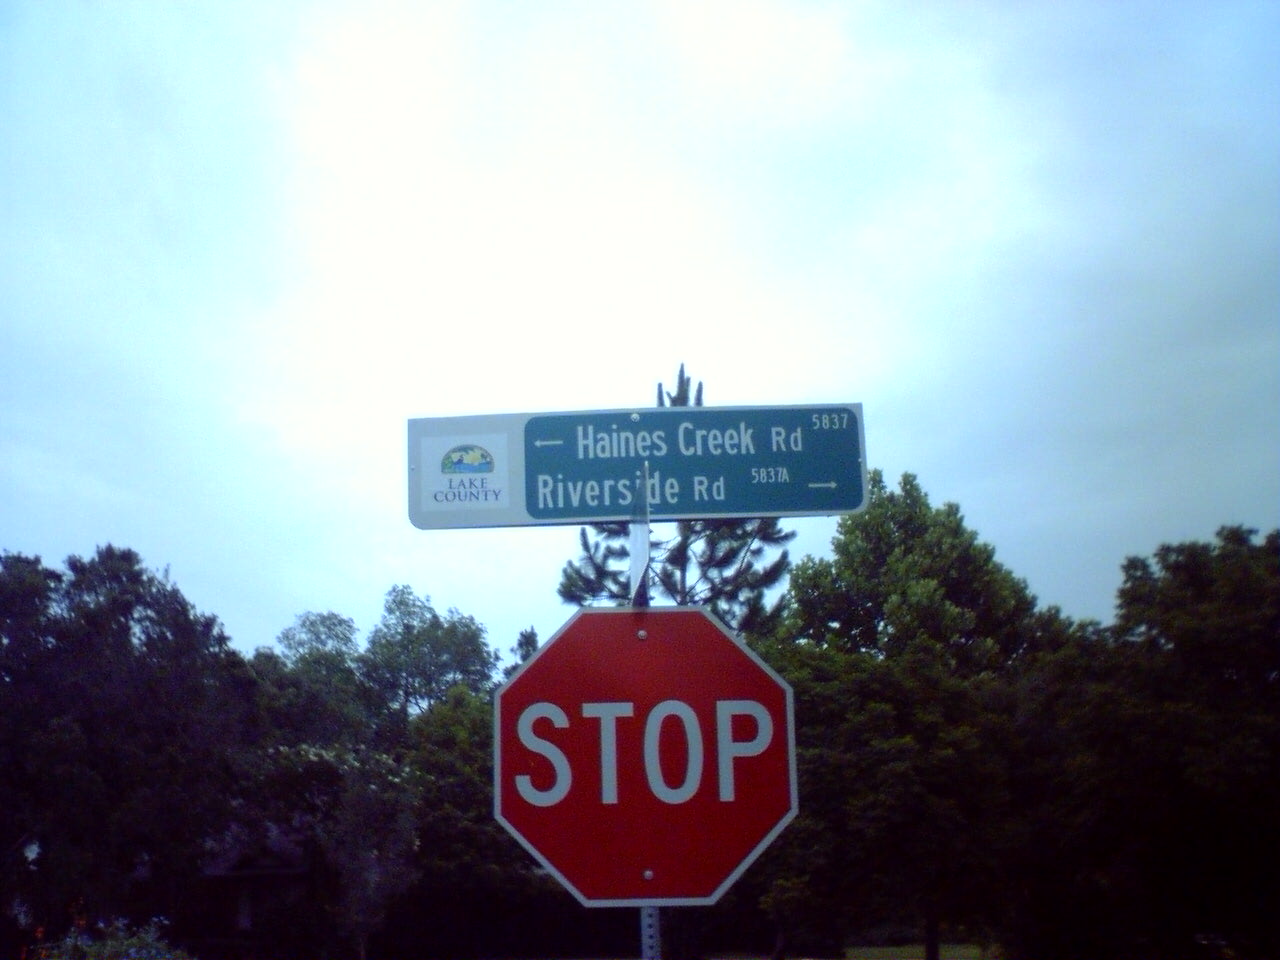 5837
← Haines Creek Rd
Riverside Rd 5837A →
LAKE
COUNTY
STOP